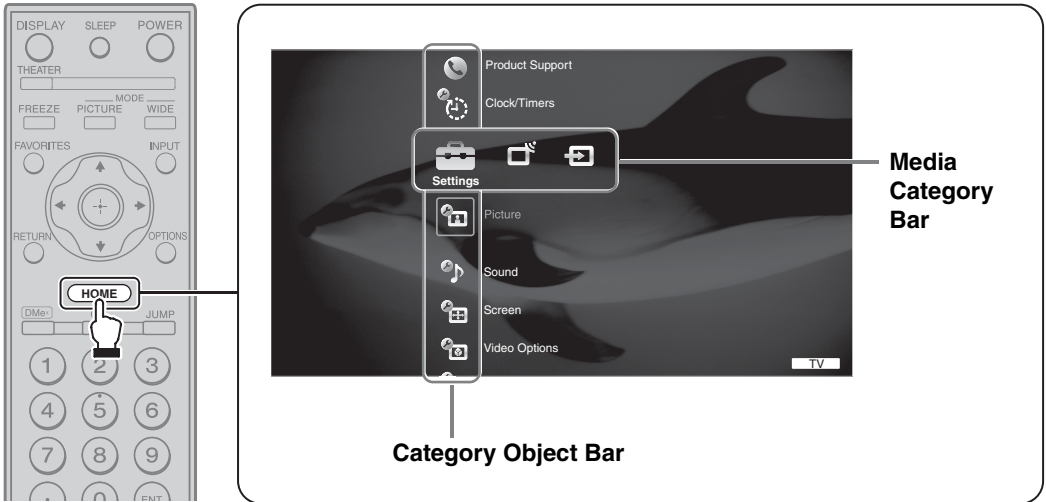 DISPLAY SLEEP POWER
THEATER
MODE
FREEZE PICTURE WIDE
FAVORITES INPUT
RETURN OPTIONS
HOME
DMe JUMP
1 2 3
4 5 6
7 8 9
0 ENT
Product Support
Clock/Timers
Settings
Picture
Sound
Screen
Video Options
TV
Media
Category
Bar
Category Object Bar